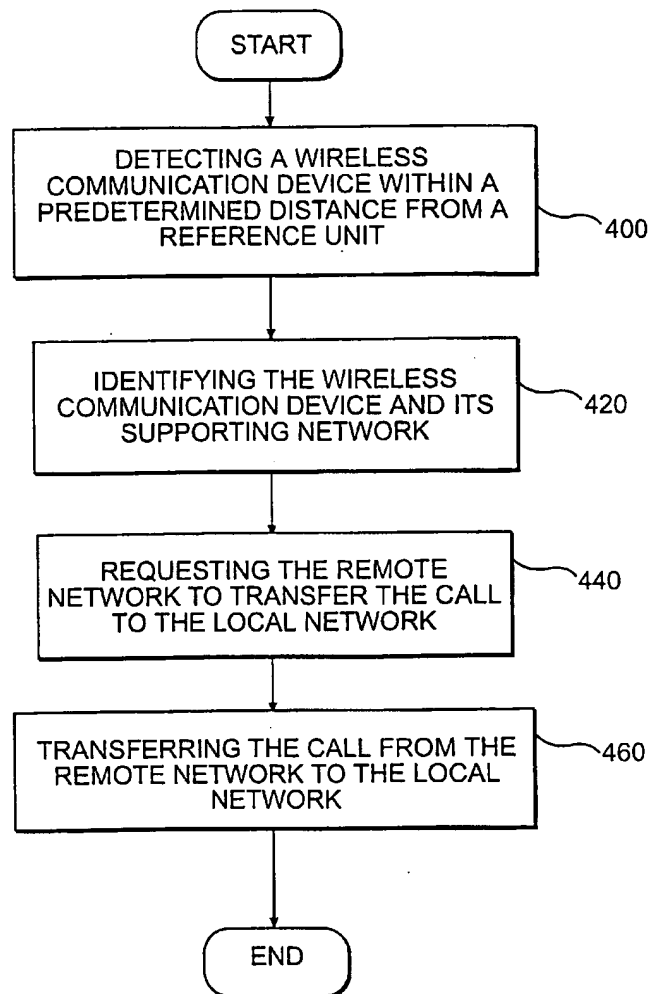 START
DETECTING A WIRELESS
COMMUNICATION DEVICE WITHIN A
PREDETERMINED DISTANCE FROM A
REFERENCE UNIT
400
IDENTIFYING THE WIRELESS
COMMUNICATION DEVICE AND ITS
SUPPORTING NETWORK
420
REQUESTING THE REMOTE
NETWORK TO TRANSFER THE CALL
TO THE LOCAL NETWORK
440
TRANSFERRING THE CALL FROM THE
REMOTE NETWORK TO THE LOCAL
NETWORK
460
END